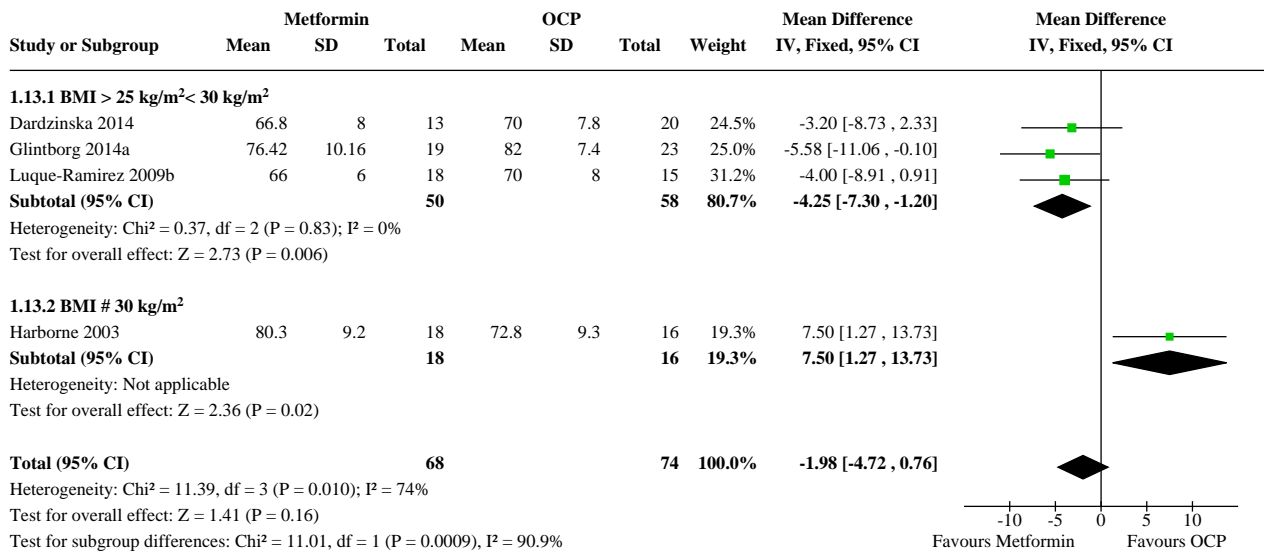 Metformin OCP Mean Difference Mean Difference
Study or Subgroup Mean SD Total Mean SD Total Weight IV, Fixed, 95% CI IV, Fixed, 95% CI
1.13.1 BMI > 25 kg/m²< 30 kg/m²
Dardzinska 2014 66.8 8 13 70 7.8 20 24.5% -3.20 [-8.73 , 2.33]
Glintborg 2014a 76.42 10.16 19 82 7.4 23 25.0% -5.58 [-11.06 , -0.10]
Luque-Ramirez 2009b 66 6 18 70 8 15 31.2% -4.00 [-8.91 , 0.91]
Subtotal (95% CI) 50 58 80.7% -4.25 [-7.30 , -1.20]
Heterogeneity: Chi² = 0.37, df = 2 (P = 0.83); I² = 0%
Test for overall effect: Z = 2.73 (P = 0.006)
1.13.2 BMI # 30 kg/m²
Harborne 2003 80.3 9.2 18 72.8 9.3 16 19.3% 7.50 [1.27 , 13.73]
Subtotal (95% CI) 18 16 19.3% 7.50 [1.27 , 13.73]
Heterogeneity: Not applicable
Test for overall effect: Z = 2.36 (P = 0.02)
Total (95% CI) 68 74 100.0% -1.98 [-4.72 , 0.76]
Heterogeneity: Chi² = 11.39, df = 3 (P = 0.010); I² = 74%
Test for overall effect: Z = 1.41 (P = 0.16)
Test for subgroup differences: Chi² = 11.01, df = 1 (P = 0.0009), I² = 90.9%
-10 -5 0 5 10
Favours Metformin Favours OCP